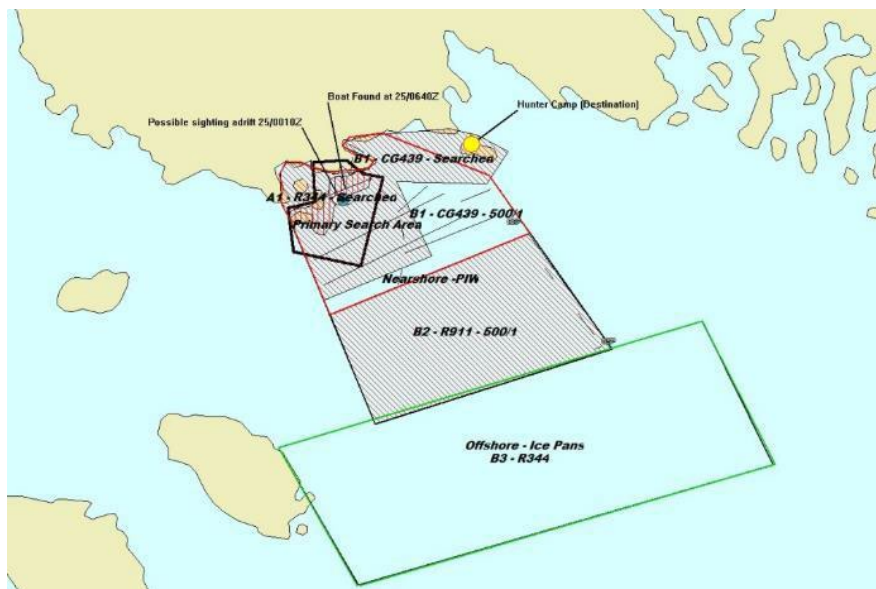 Boat Found at 25/0640Z
Hunter Camp (Destination)
Possible sighting adrift 25/0010Z
B1 - CG439 - Searched
A1 - R344 - Searched
B1 - CG439 - 500/1
Primary Search Area
Nearshore - PIW
B2 - R911 - 500/1
Offshore - Ice Pans
B3 - R344